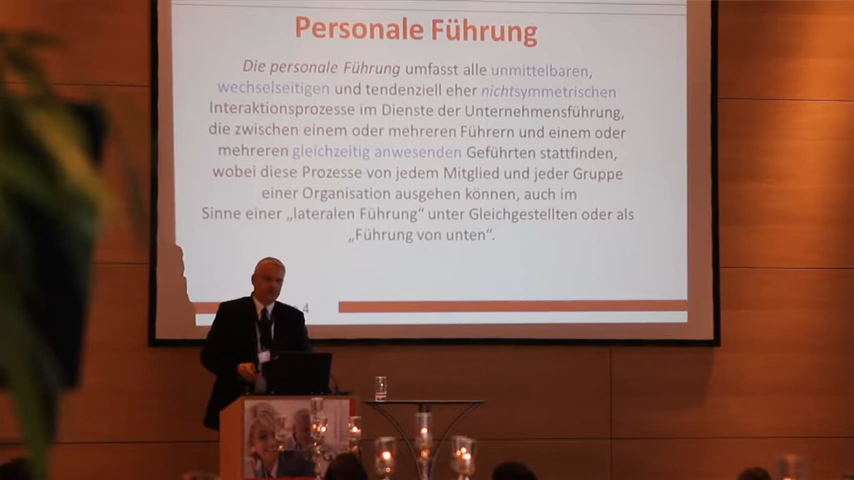 Personale Führung
Die personale Führung umfasst alle unmittelbaren,
wechselseitigen und tendenziell eher nichtsymmetrischen
Interaktionsprozesse im Dienste der Unternehmensführung,
die zwischen einem oder mehreren Führern und einem oder
mehreren gleichzeitig anwesenden Geführten stattfinden,
wobei diese Prozesse von jedem Mitglied und jeder Gruppe
einer Organisation ausgehen können, auch im
Sinne einer „lateralen Führung“ unter Gleichgestellten oder als
„Führung von unten“.
4